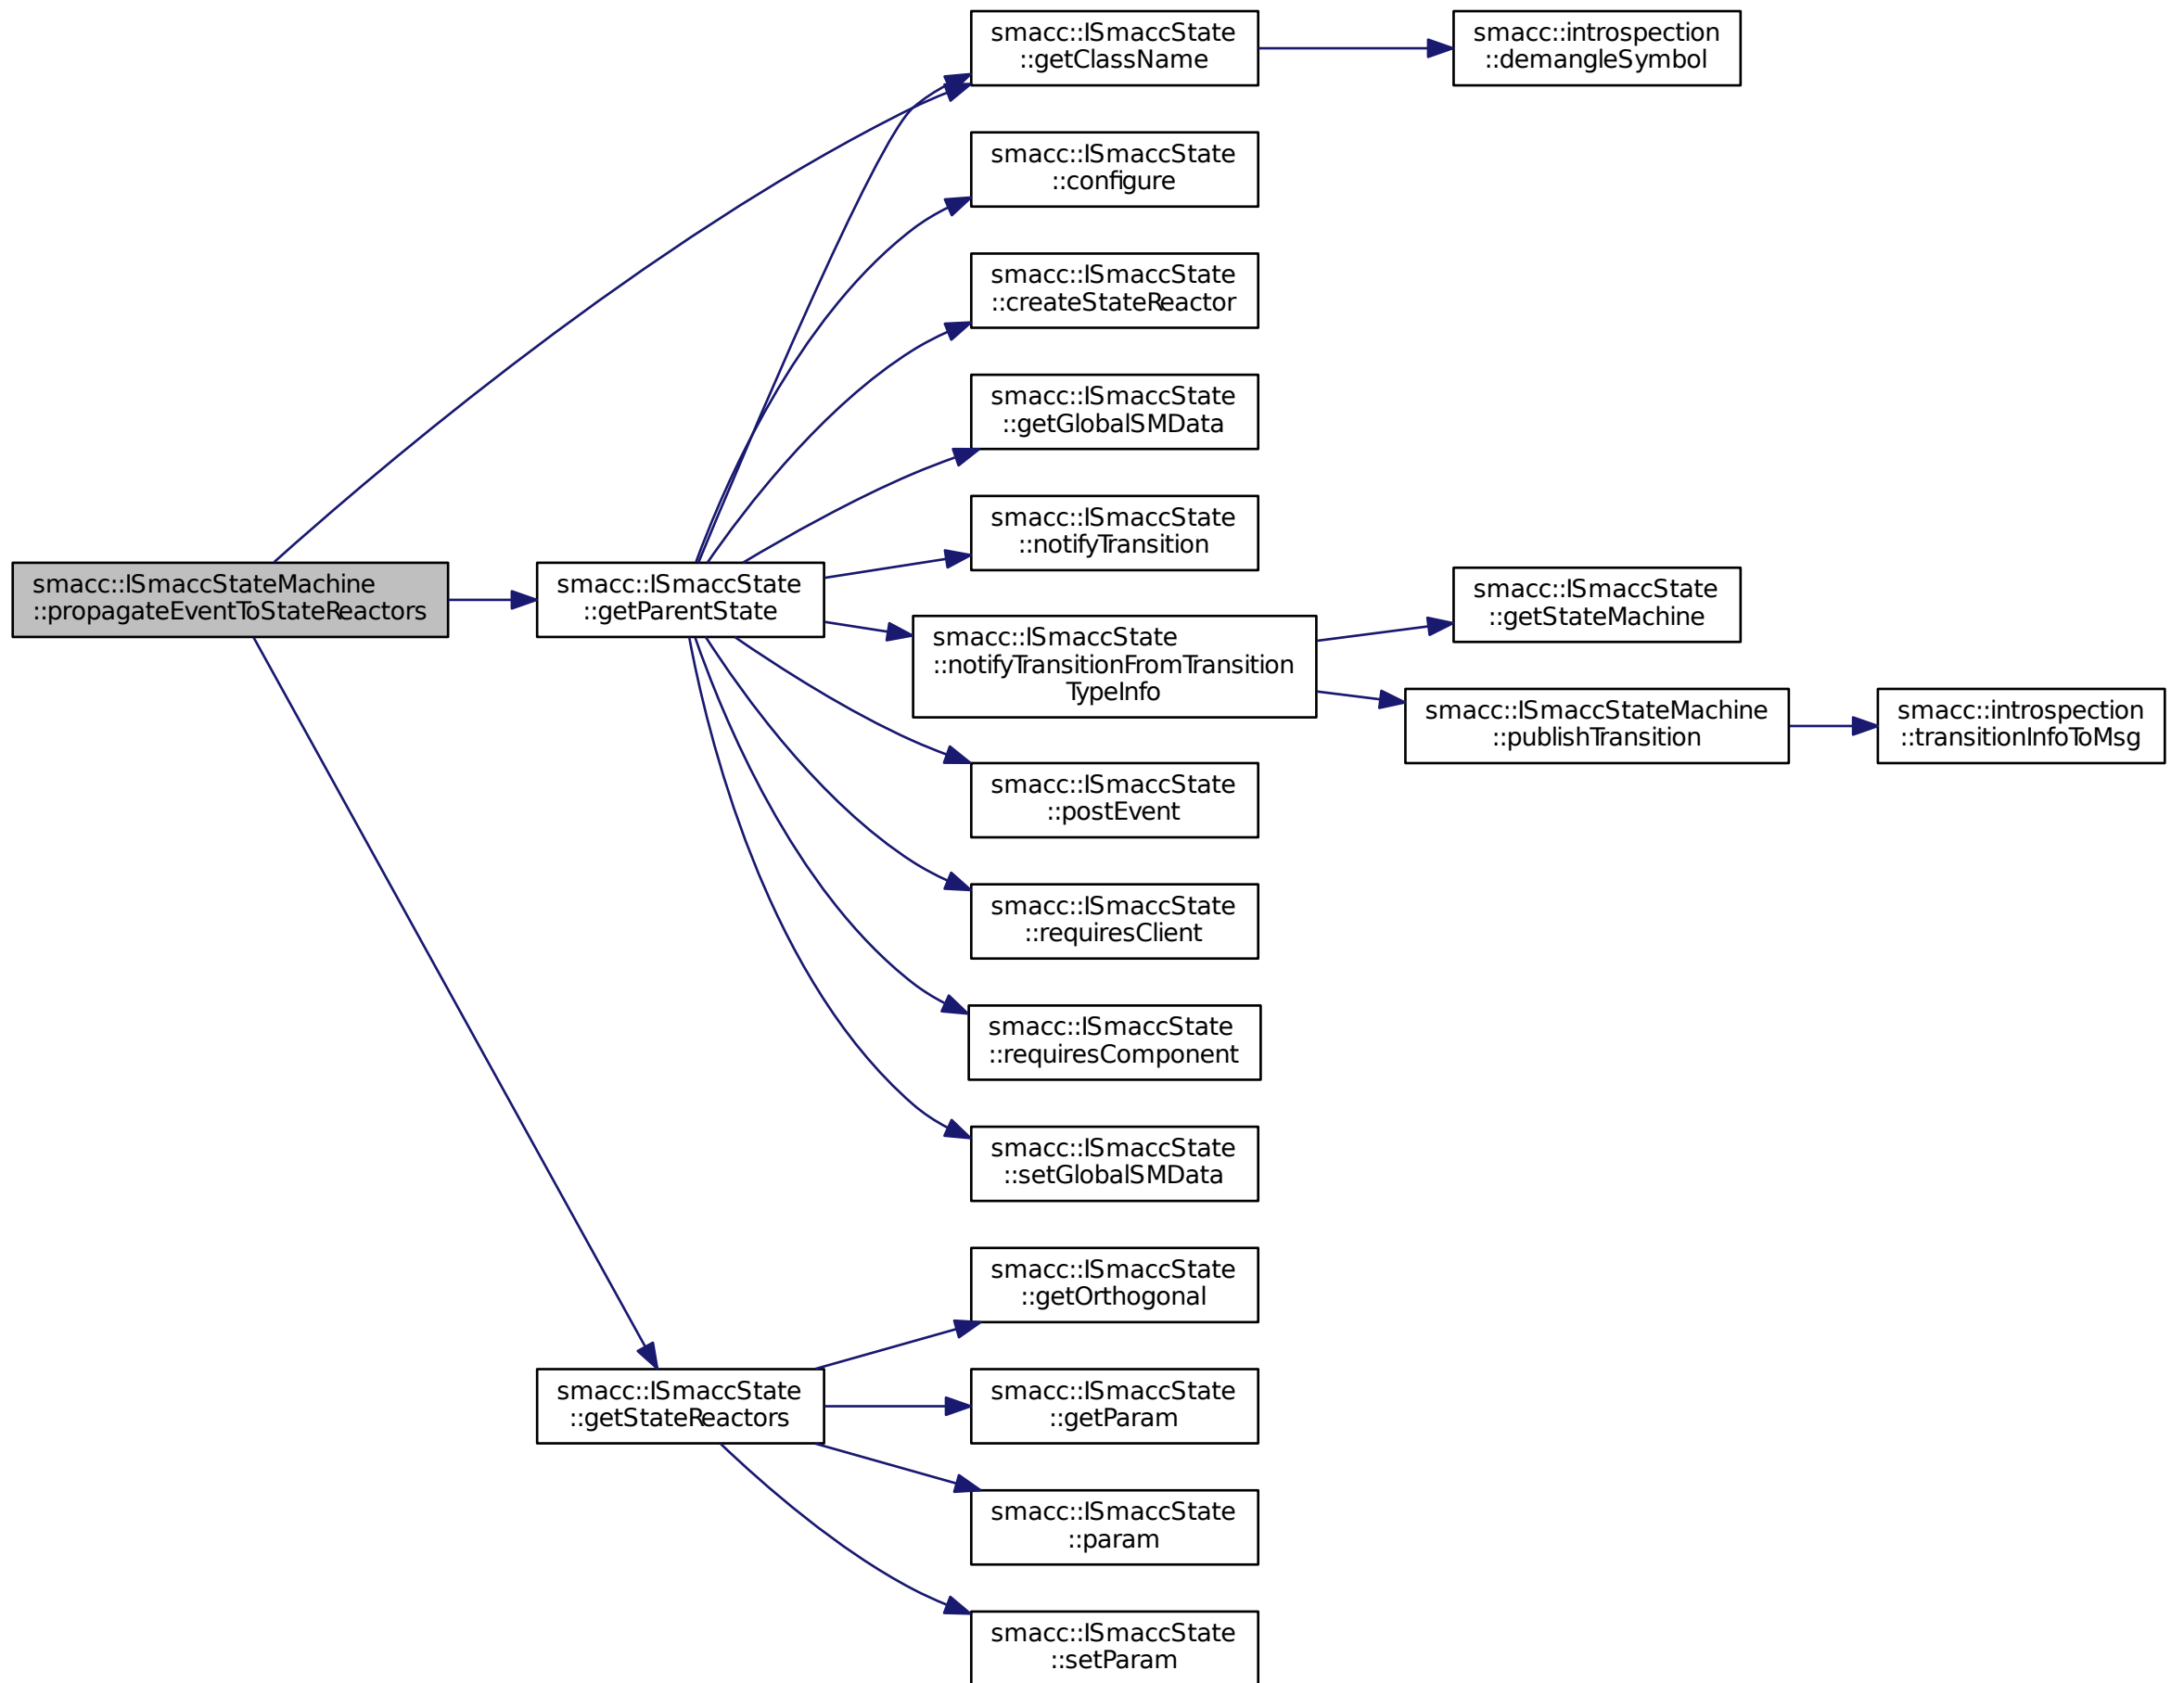 smacc::ISmaccState
::getClassName
smacc::introspection
::demangleSymbol
smacc::ISmaccState
::configure
smacc::ISmaccState
::createStateReactor
smacc::ISmaccState
::getGlobalSMData
smacc::ISmaccState
::notifyTransition
smacc::ISmaccStateMachine
::propagateEventToStateReactors
smacc::ISmaccState
::getParentState
smacc::ISmaccState
::notifyTransitionFromTransition
TypeInfo
smacc::ISmaccState
::getStateMachine
smacc::ISmaccStateMachine
::publishTransition
smacc::introspection
::transitionInfoToMsg
smacc::ISmaccState
::postEvent
smacc::ISmaccState
::requiresClient
smacc::ISmaccState
::requiresComponent
smacc::ISmaccState
::setGlobalSMData
smacc::ISmaccState
::getOrthogonal
smacc::ISmaccState
::getStateReactors
smacc::ISmaccState
::getParam
smacc::ISmaccState
::param
smacc::ISmaccState
::setParam